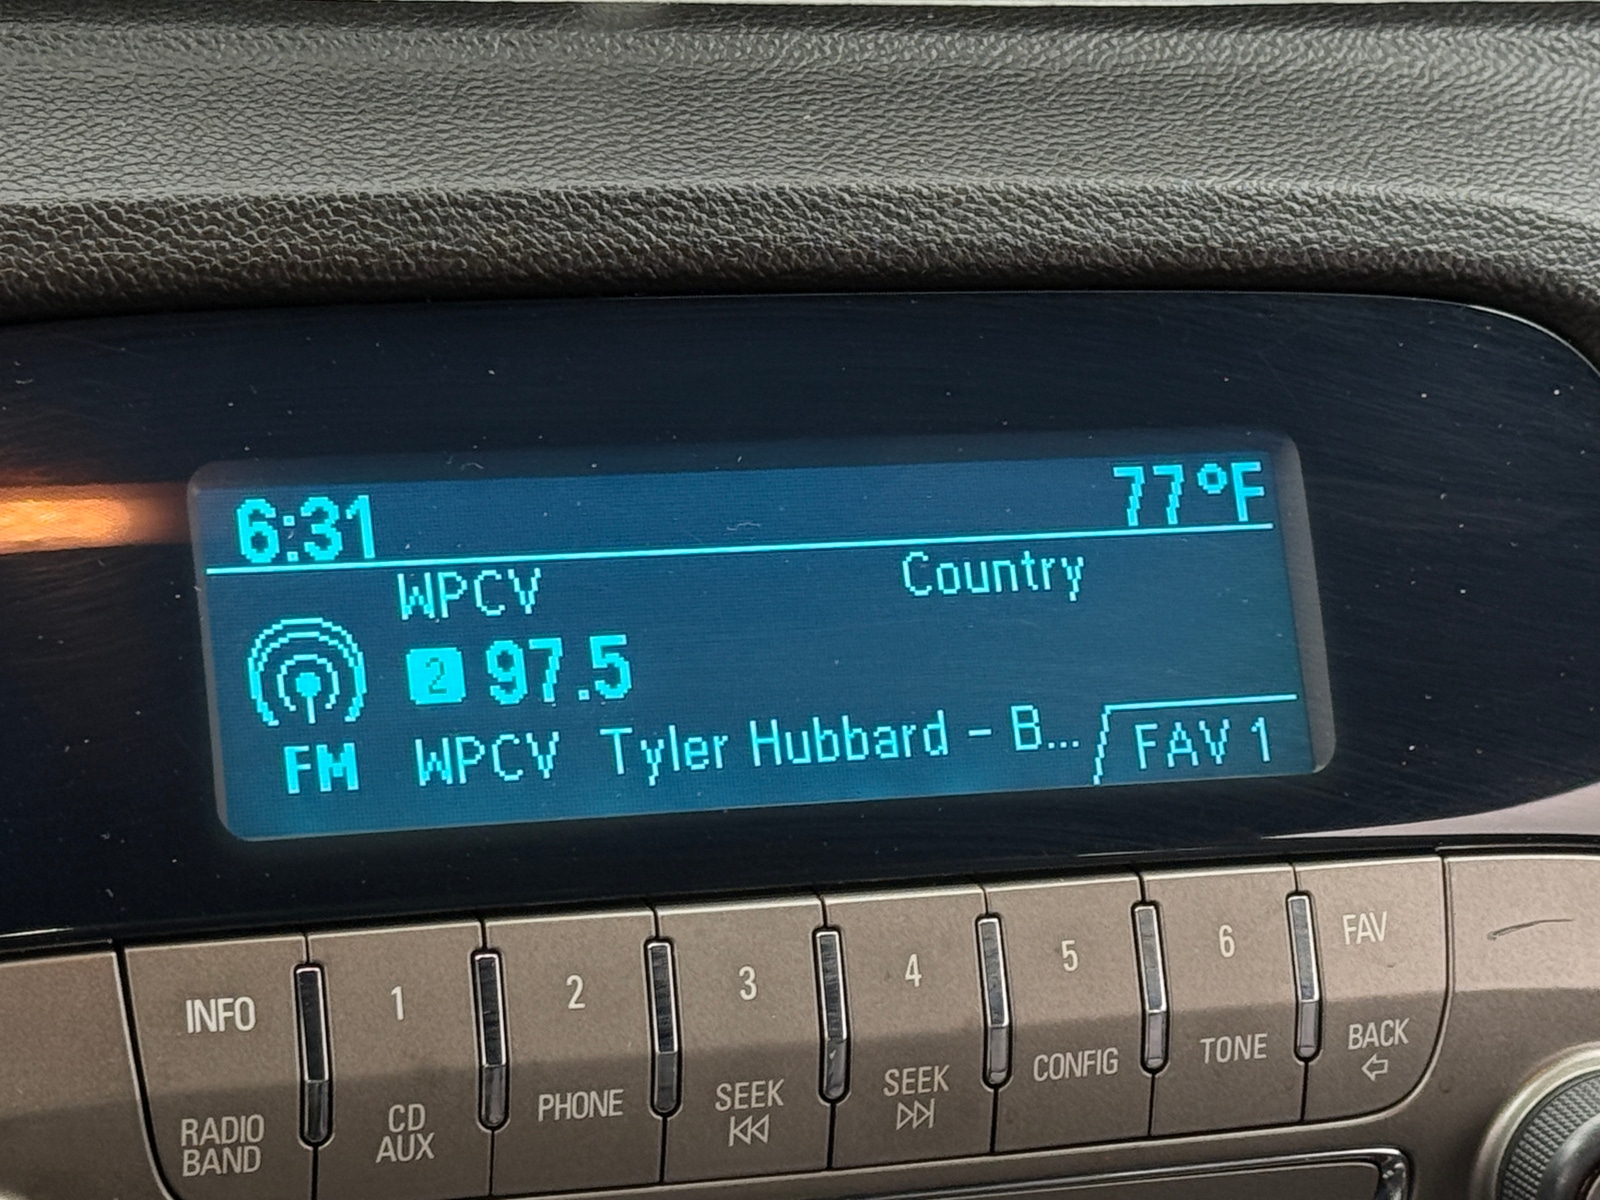 6:31 77°F
WPCV Country
2 97.5
FM WPCV Tyler Hubbard - B... FAV 1
INFO 1 2 3 4 5 6 FAV
RADIO BAND CD AUX PHONE SEEK SEEK CONFIG TONE BACK